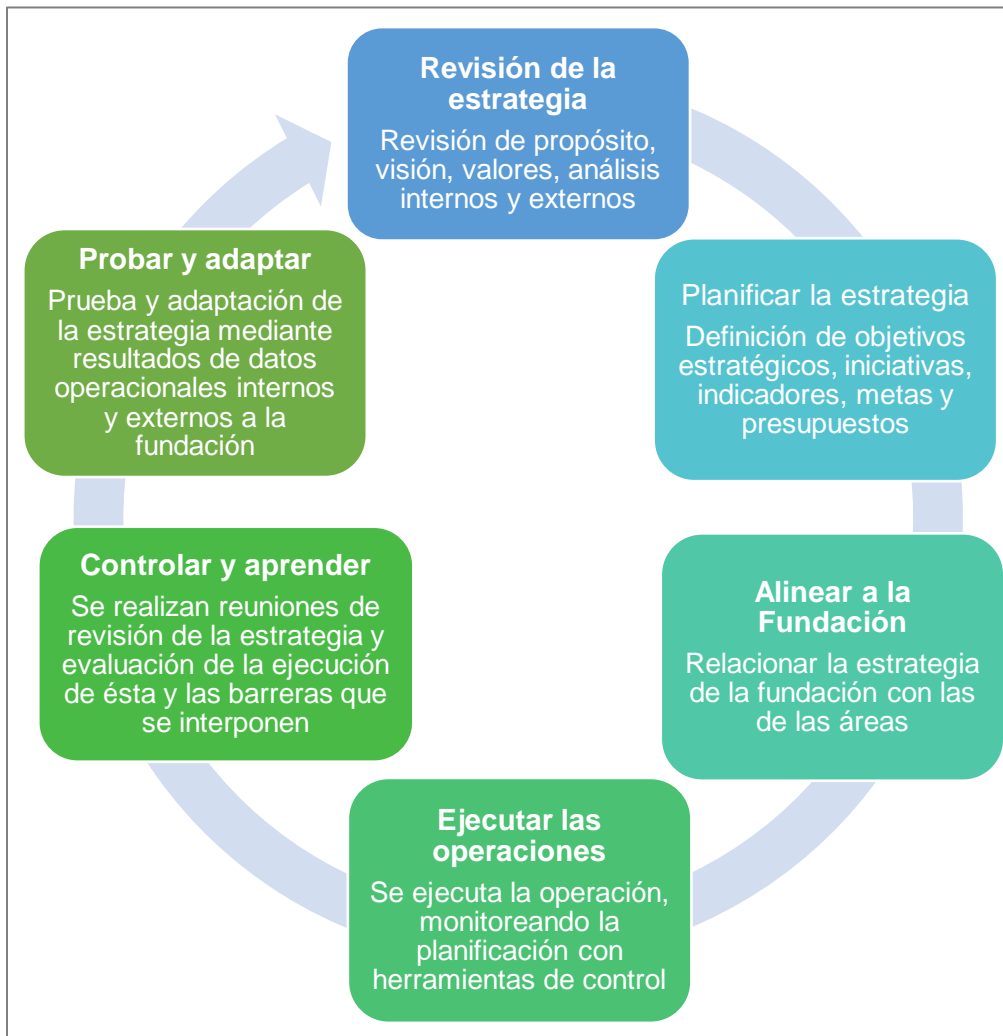 Revisión de la
estrategia
Revisión de propósito,
visión, valores, análisis
internos y externos
Planificar la estrategia
Definición de objetivos
estratégicos, iniciativas,
indicadores, metas y
presupuestos
Alinear a la
Fundación
Relacionar la estrategia
de la fundación con las
de las áreas
Ejecutar las
operaciones
Se ejecuta la operación,
monitoreando la
planificación con
herramientas de control
Controlar y aprender
Se realizan reuniones de
revisión de la estrategia y
evaluación de la ejecución
de ésta y las barreras que
se interponen
Probar y adaptar
Prueba y adaptación de
la estrategia mediante
resultados de datos
operacionales internos
y externos a la
fundación